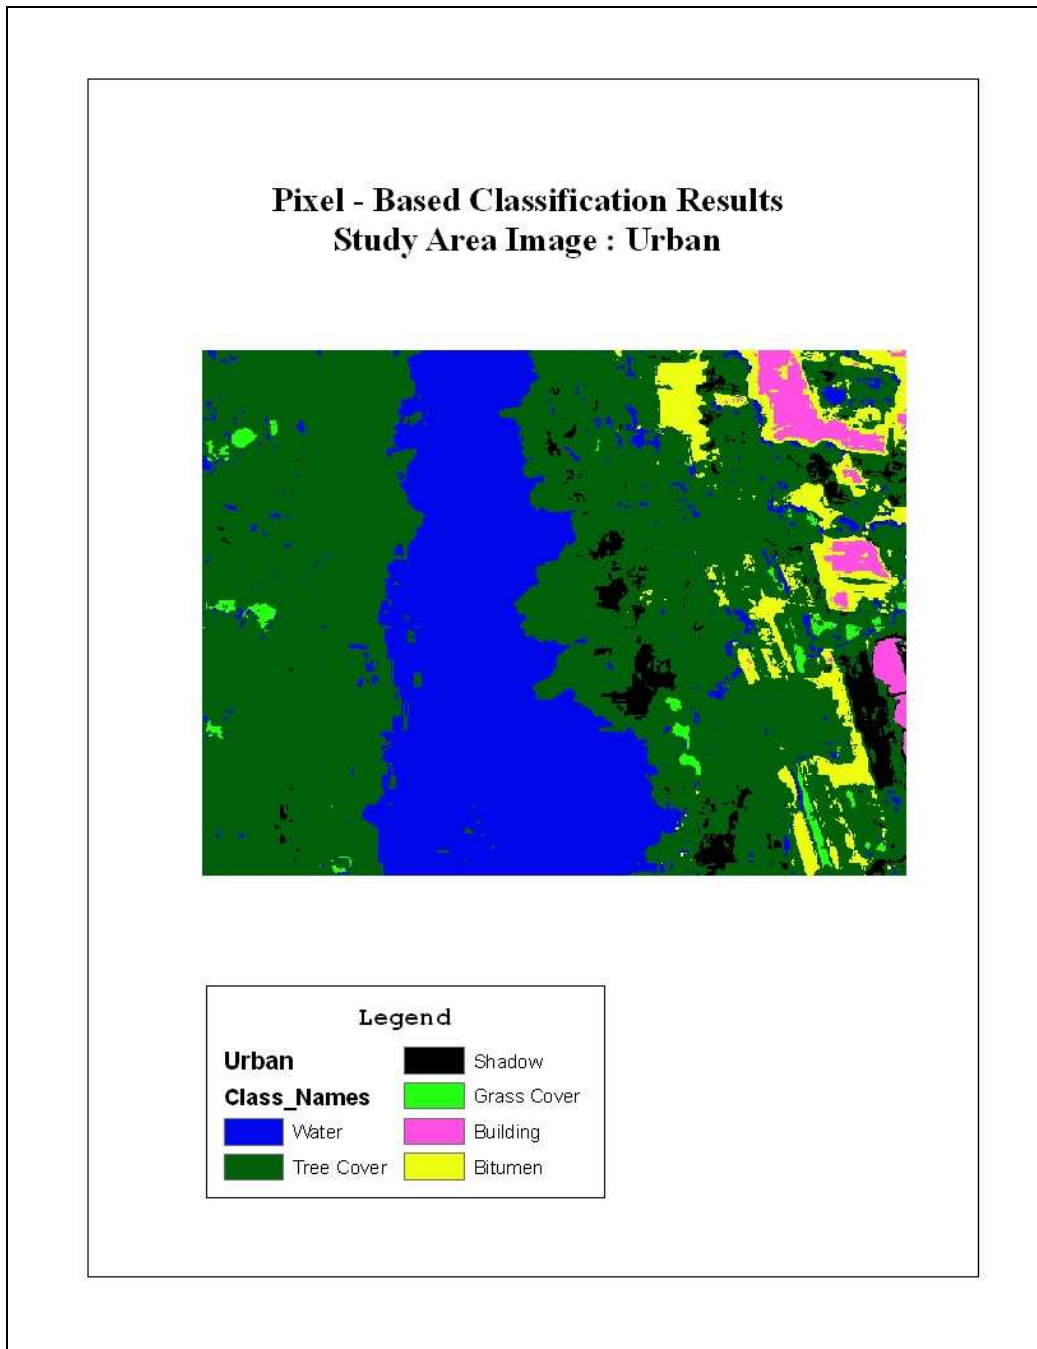 Pixel - Based Classification Results
Study Area Image : Urban
Legend
Urban
Class_Names
Water
Tree Cover
Shadow
Grass Cover
Building
Bitumen